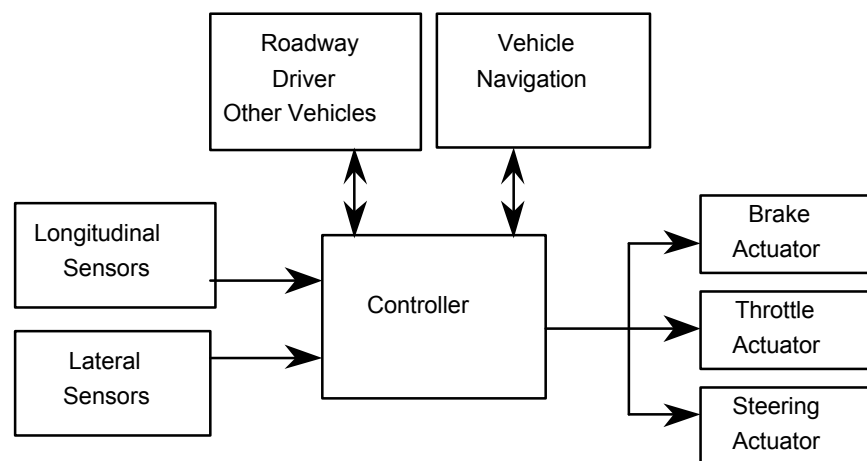 Roadway
Driver
Other Vehicles
Vehicle
Navigation
Longitudinal
Sensors
Lateral
Sensors
Controller
Brake
Actuator
Throttle
Actuator
Steering
Actuator